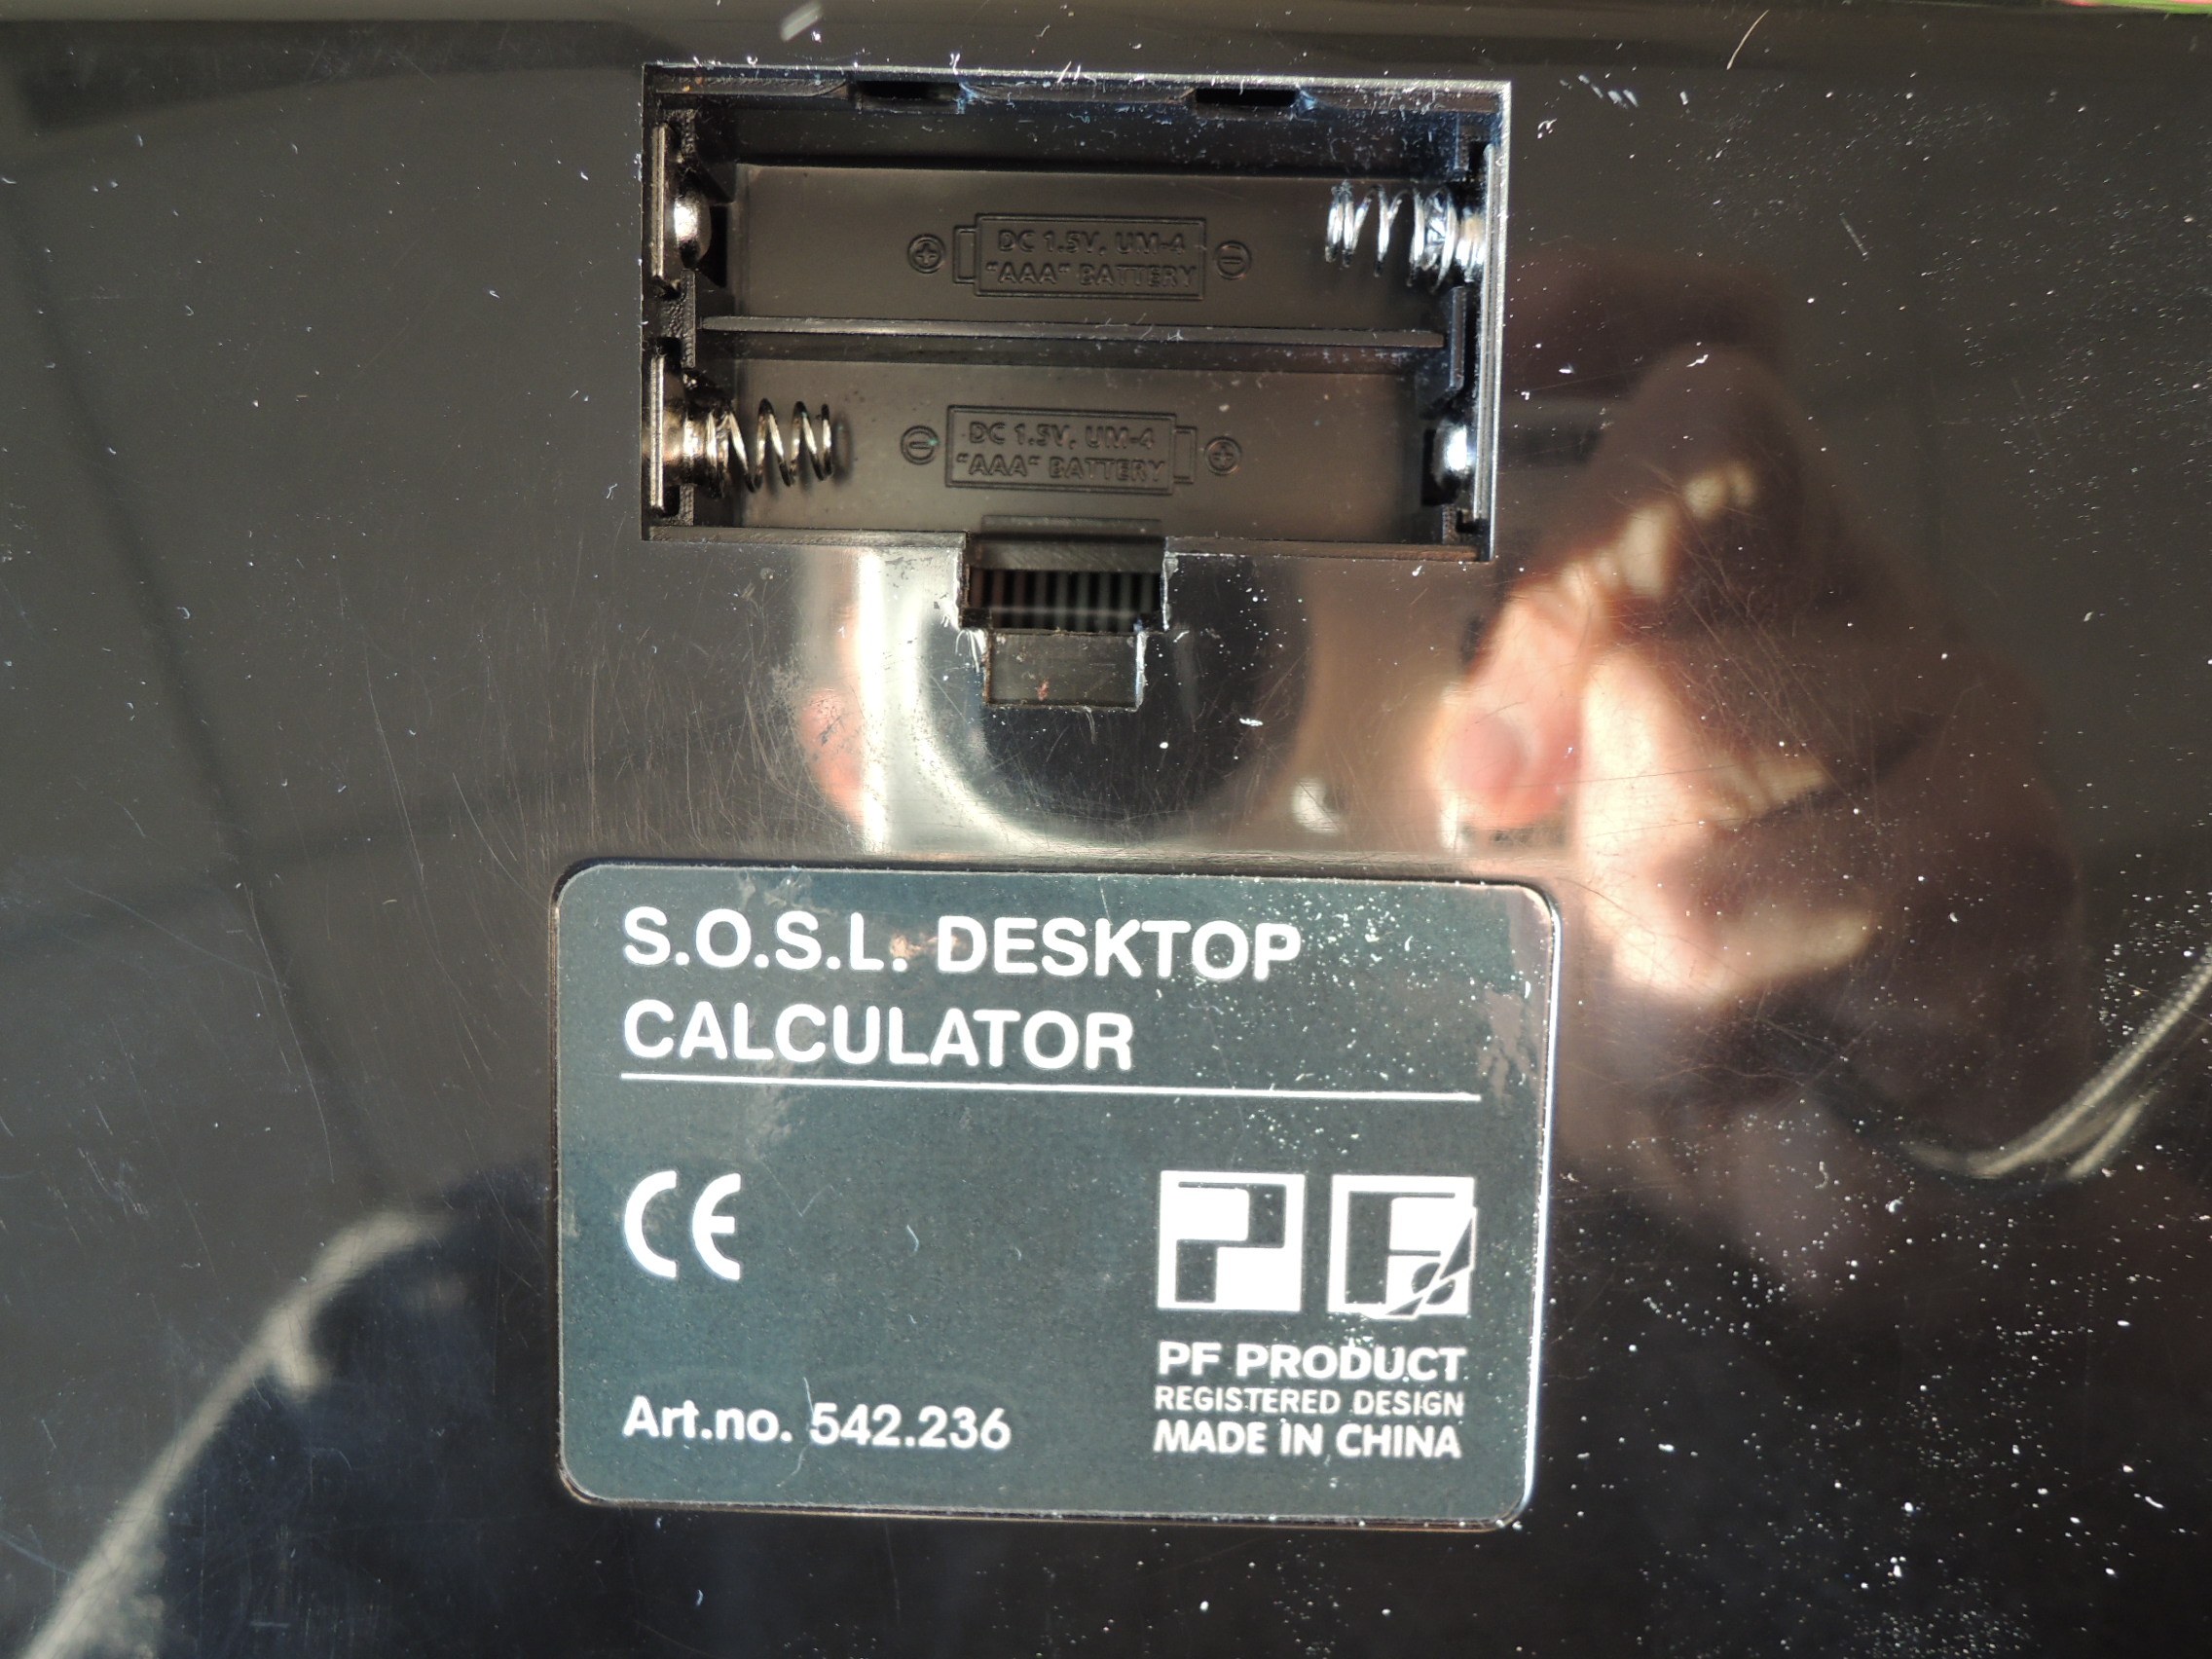 DC 1.5V, UM-4
"AAA" BATTERY
DC 1.5V, UM-4
"AAA" BATTERY
S.O.S.L. DESKTOP
CALCULATOR
CE
PF
PF PRODUCT
REGISTERED DESIGN
MADE IN CHINA
Art.no. 542.236